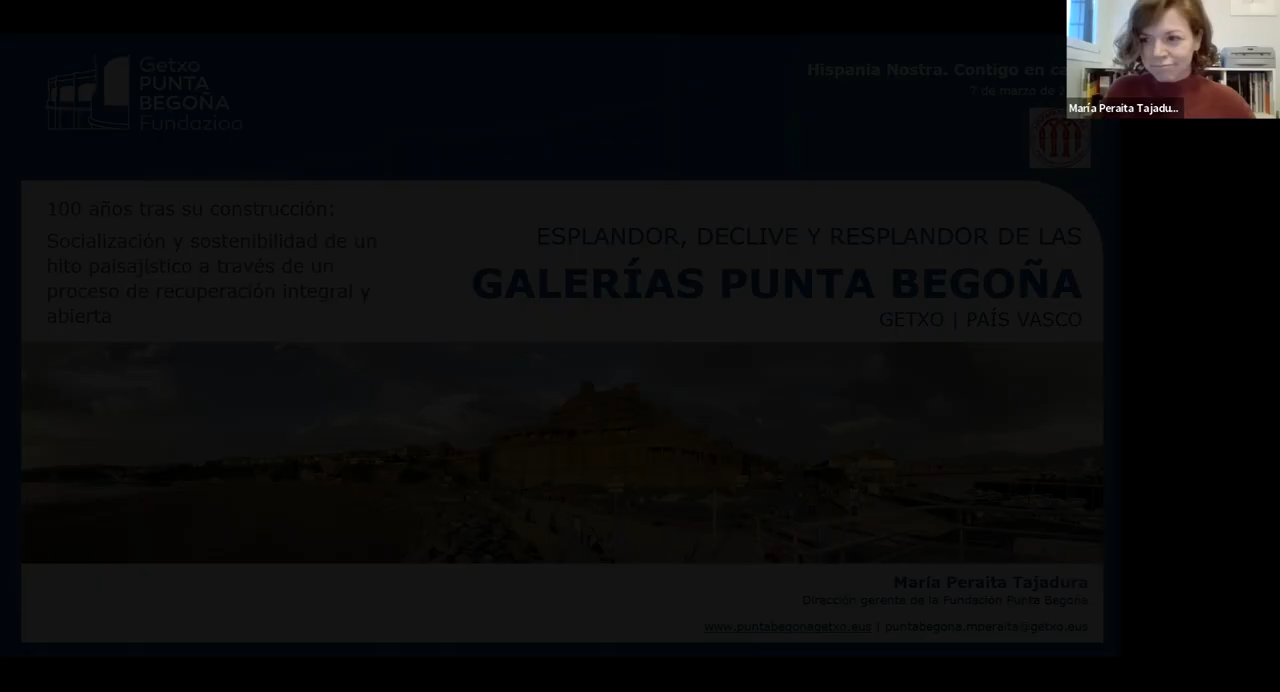 Getxo
PUNTA
BEGOÑA
Fundazioa
Hispania Nostra. Contigo en
7 de marzo de
María Peraita Tajadu...
100 años tras su construcción:
Socialización y sostenibilidad de un
hito paisajístico a través de un
proceso de recuperación integral y
abierta
ESPLANDOR, DECLIVE Y RESPLANDOR DE LAS
GALERÍAS PUNTA BEGOÑA
GETXO | PAÍS VASCO
María Peraita Tajadura
Dirección gerente de la Fundación Punta Begoña
www.puntabegonagetxo.eus | puntabegona.mperaita@getxo.eus